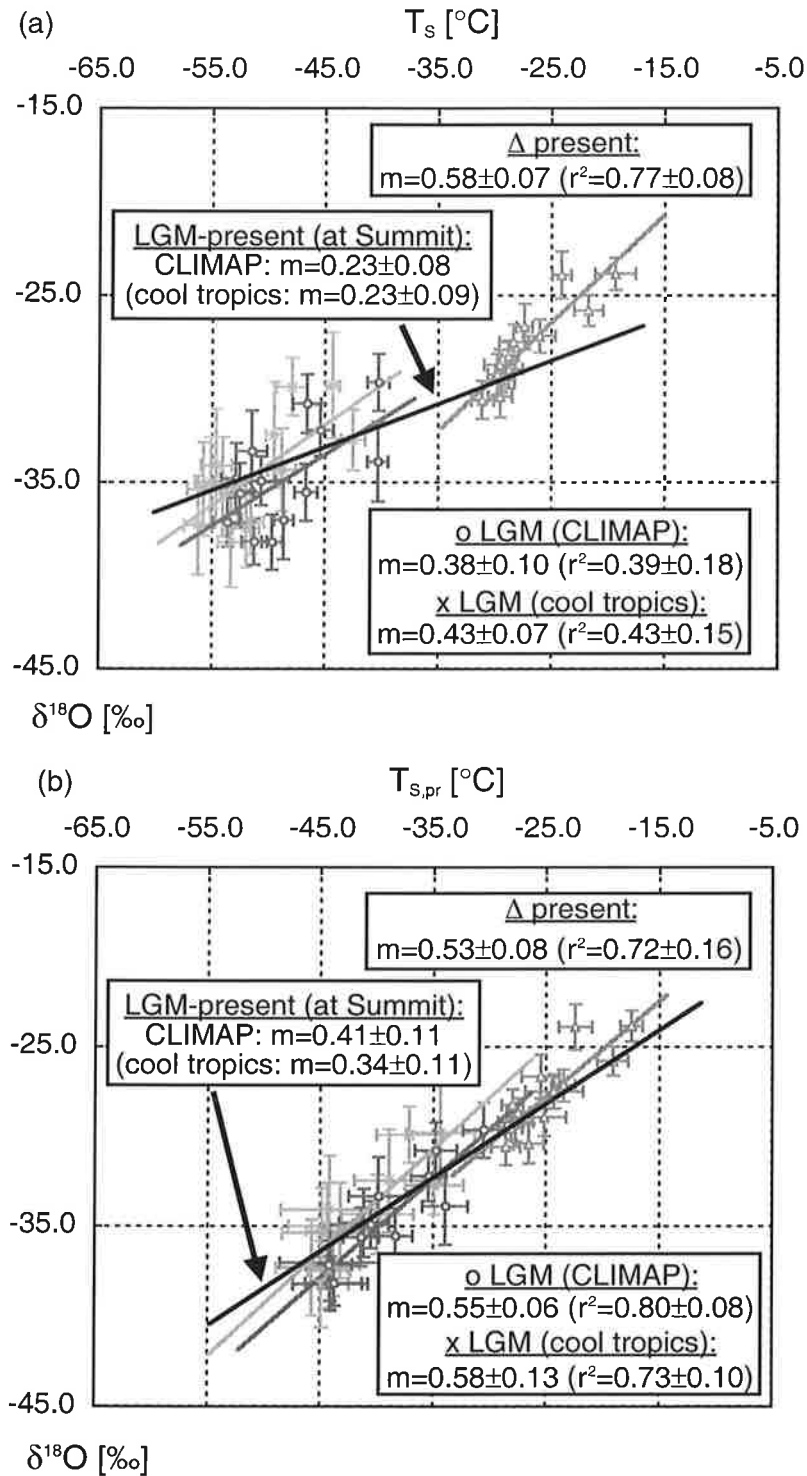 (a) T_S [°C]
-65.0 -55.0 -45.0 -35.0 -25.0 -15.0 -5.0
-15.0
Δ present:
m=0.58±0.07 (r²=0.77±0.08)
LGM-present (at Summit):
CLIMAP: m=0.23±0.08
(cool tropics: m=0.23±0.09)
-25.0
-35.0
o LGM (CLIMAP):
m=0.38±0.10 (r²=0.39±0.18)
x LGM (cool tropics):
m=0.43±0.07 (r²=0.43±0.15)
-45.0
δ¹⁸O [‰]
(b) T_S,pr [°C]
-65.0 -55.0 -45.0 -35.0 -25.0 -15.0 -5.0
-15.0
Δ present:
m=0.53±0.08 (r²=0.72±0.16)
LGM-present (at Summit):
CLIMAP: m=0.41±0.11
(cool tropics: m=0.34±0.11)
-25.0
-35.0
o LGM (CLIMAP):
m=0.55±0.06 (r²=0.80±0.08)
x LGM (cool tropics):
m=0.58±0.13 (r²=0.73±0.10)
-45.0
δ¹⁸O [‰]